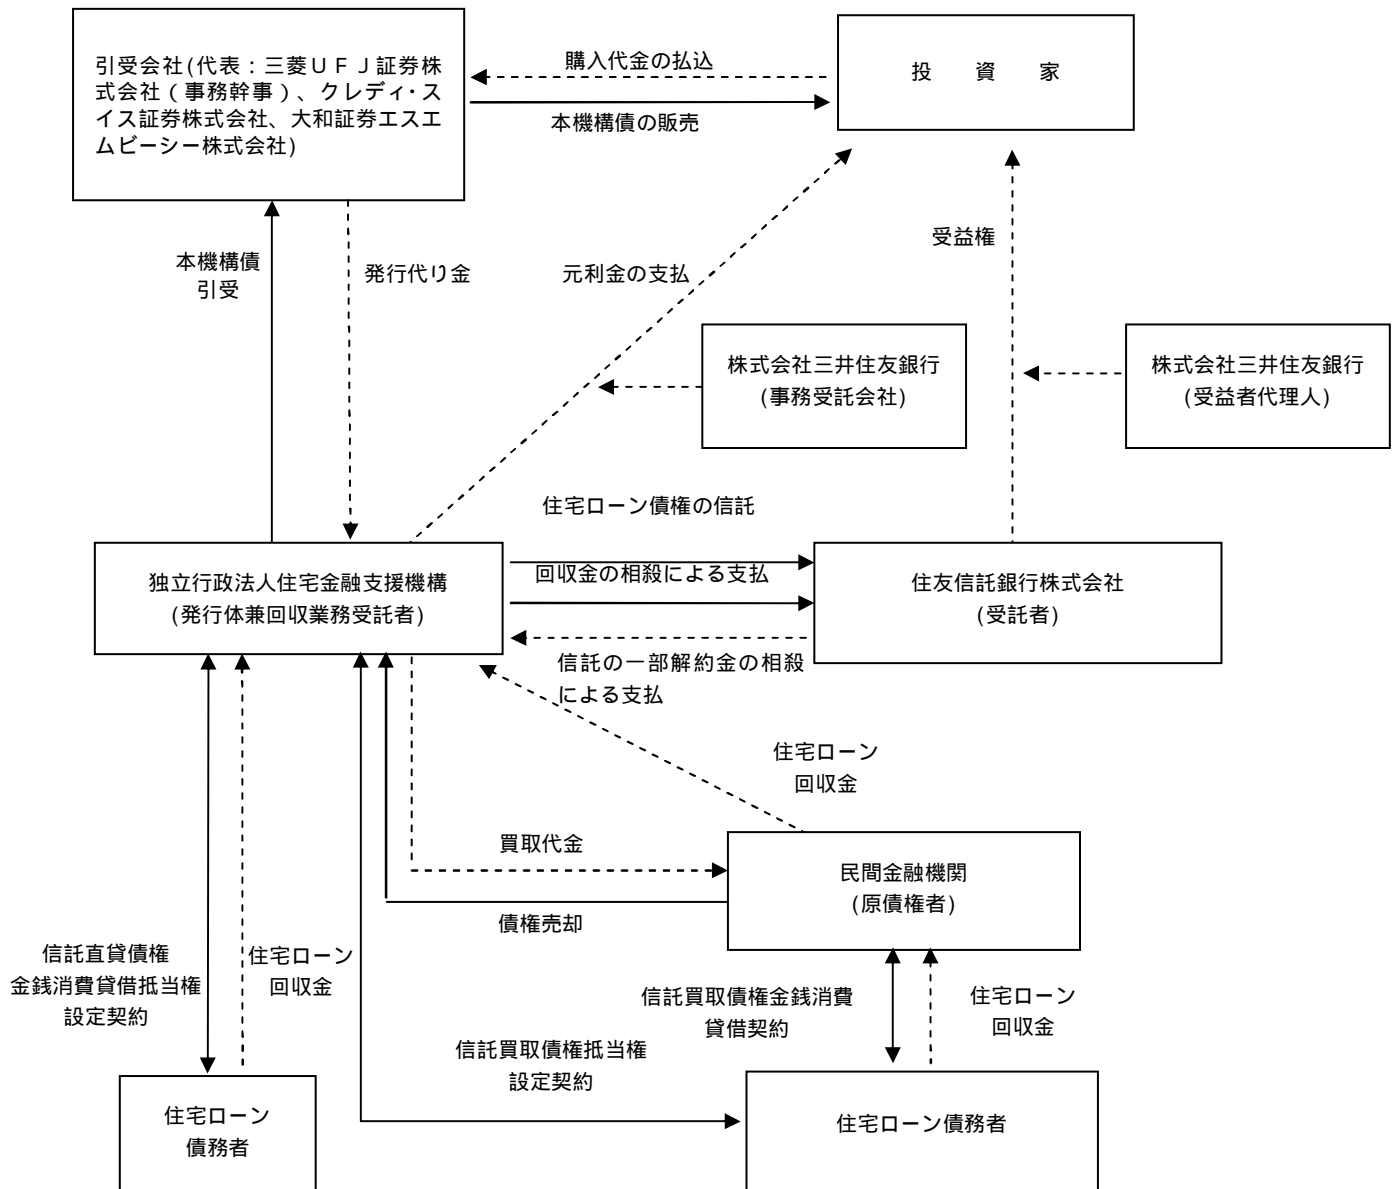 引受会社(代表：三菱ＵＦＪ証券株
式会社（事務幹事）、クレディ・ス
イス証券株式会社、大和証券エスエ
ムビーシー株式会社)
購入代金の払込
本機構債の販売
投　資　家
本機構債
引受
発行代り金
元利金の支払
受益権
株式会社三井住友銀行
(事務受託会社)
株式会社三井住友銀行
(受益者代理人)
住宅ローン債権の信託
独立行政法人住宅金融支援機構
(発行体兼回収業務受託者)
回収金の相殺による支払
住友信託銀行株式会社
(受託者)
信託の一部解約金の相殺
による支払
住宅ローン
回収金
買取代金
民間金融機関
(原債権者)
債権売却
信託直貸債権
金銭消費貸借抵当権
設定契約
住宅ローン
回収金
信託買取債権金銭消費
貸借契約
住宅ローン
回収金
信託買取債権抵当権
設定契約
住宅ローン
債務者
住宅ローン債務者